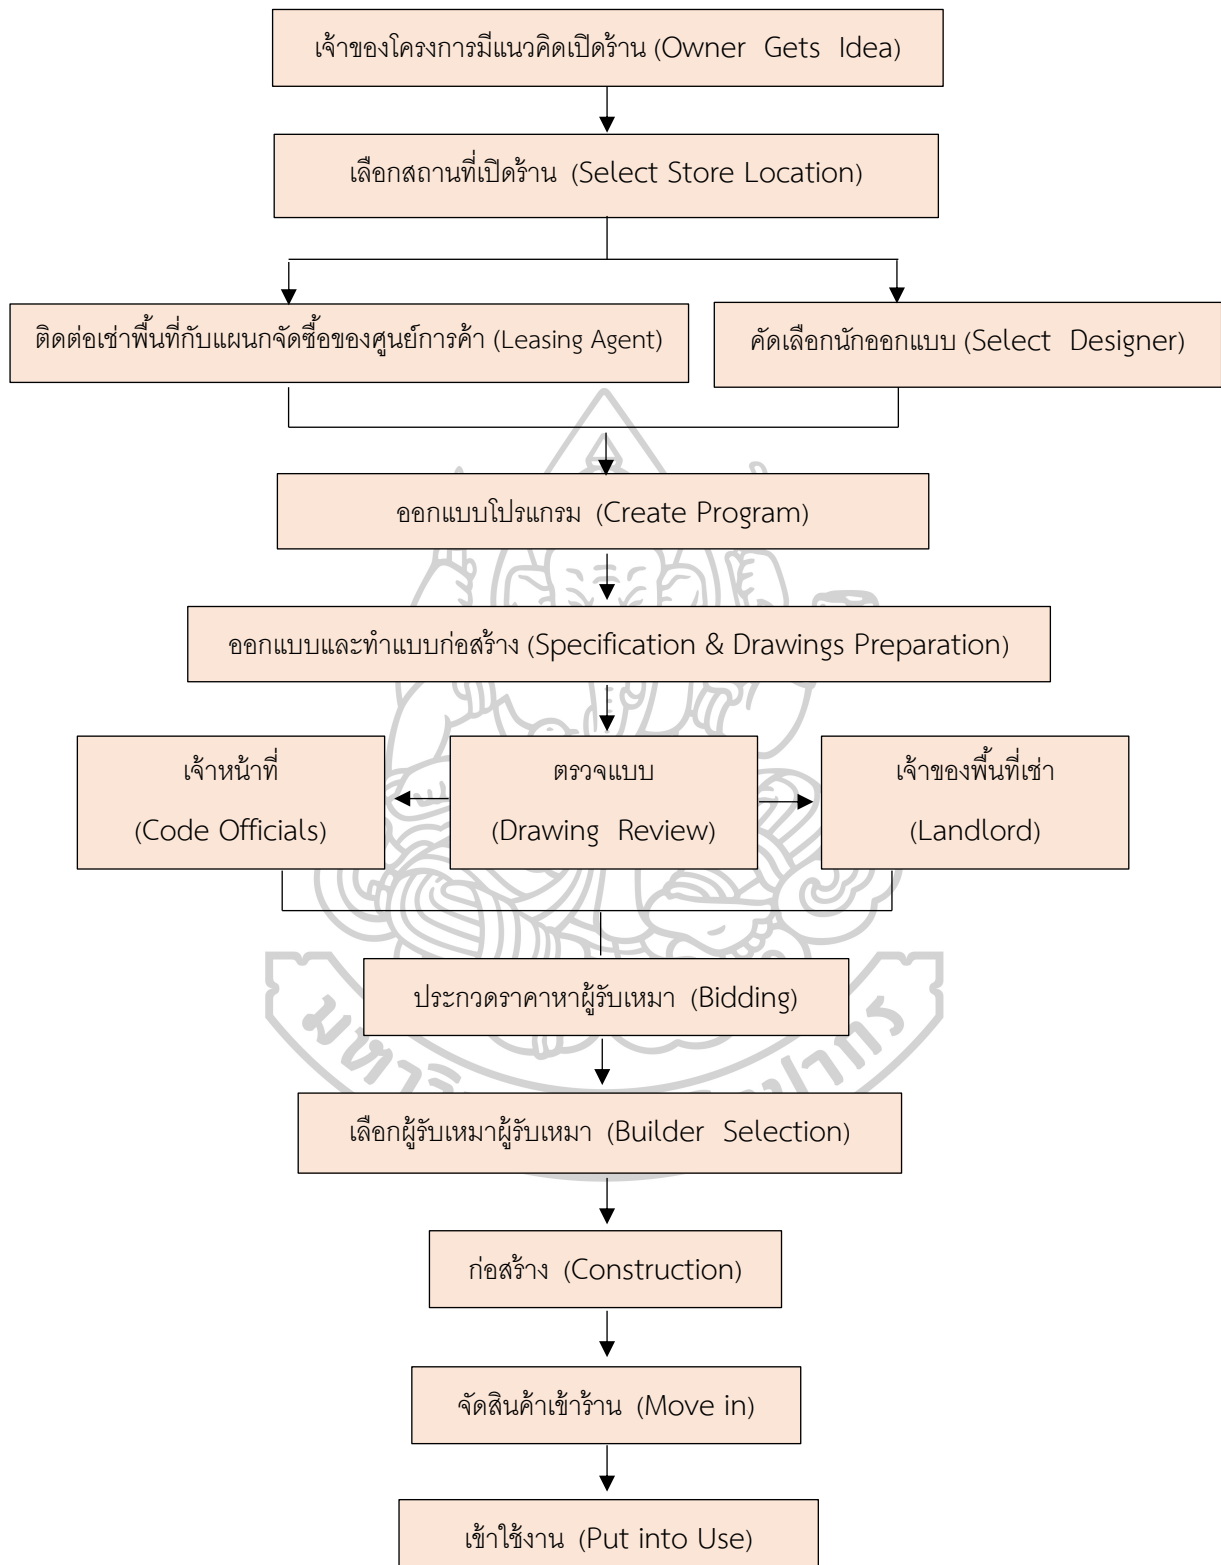 เจ้าของโครงการมีแนวคิดเปิดร้าน (Owner Gets Idea)
เลือกสถานที่เปิดร้าน (Select Store Location)
ติดต่อเช่าพื้นที่กับแผนกจัดซื้อของศูนย์การค้า (Leasing Agent)
คัดเลือกนักออกแบบ (Select Designer)
ออกแบบโปรแกรม (Create Program)
ออกแบบและทำแบบก่อสร้าง (Specification & Drawings Preparation)
เจ้าหน้าที่
(Code Officials)
ตรวจแบบ
(Drawing Review)
เจ้าของพื้นที่เช่า
(Landlord)
ประกวดราคาหาผู้รับเหมา (Bidding)
เลือกผู้รับเหมาผู้รับเหมา (Builder Selection)
ก่อสร้าง (Construction)
จัดสินค้าเข้าร้าน (Move in)
เข้าใช้งาน (Put into Use)